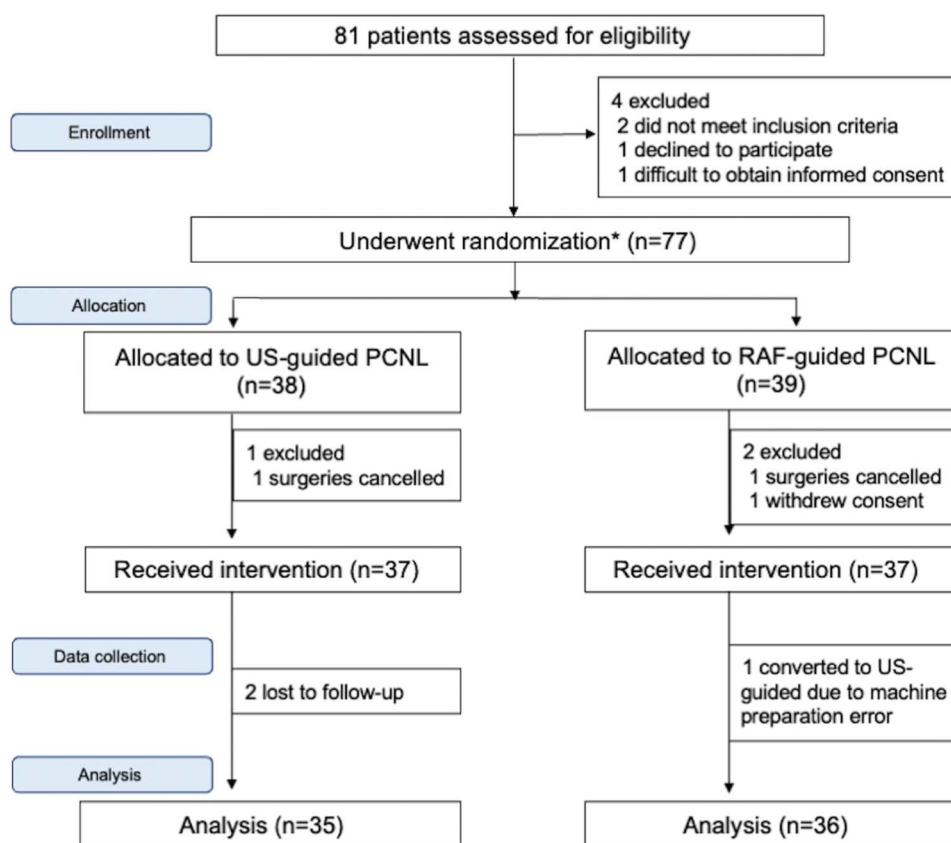 81 patients assessed for eligibility
4 excluded
2 did not meet inclusion criteria
1 declined to participate
1 difficult to obtain informed consent
Enrollment
Underwent randomization* (n=77)
Allocation
Allocated to US-guided PCNL
(n=38)
Allocated to RAF-guided PCNL
(n=39)
1 excluded
1 surgeries cancelled
2 excluded
1 surgeries cancelled
1 withdrew consent
Received intervention (n=37)
Received intervention (n=37)
Data collection
2 lost to follow-up
1 converted to US-
guided due to machine
preparation error
Analysis
Analysis (n=35)
Analysis (n=36)